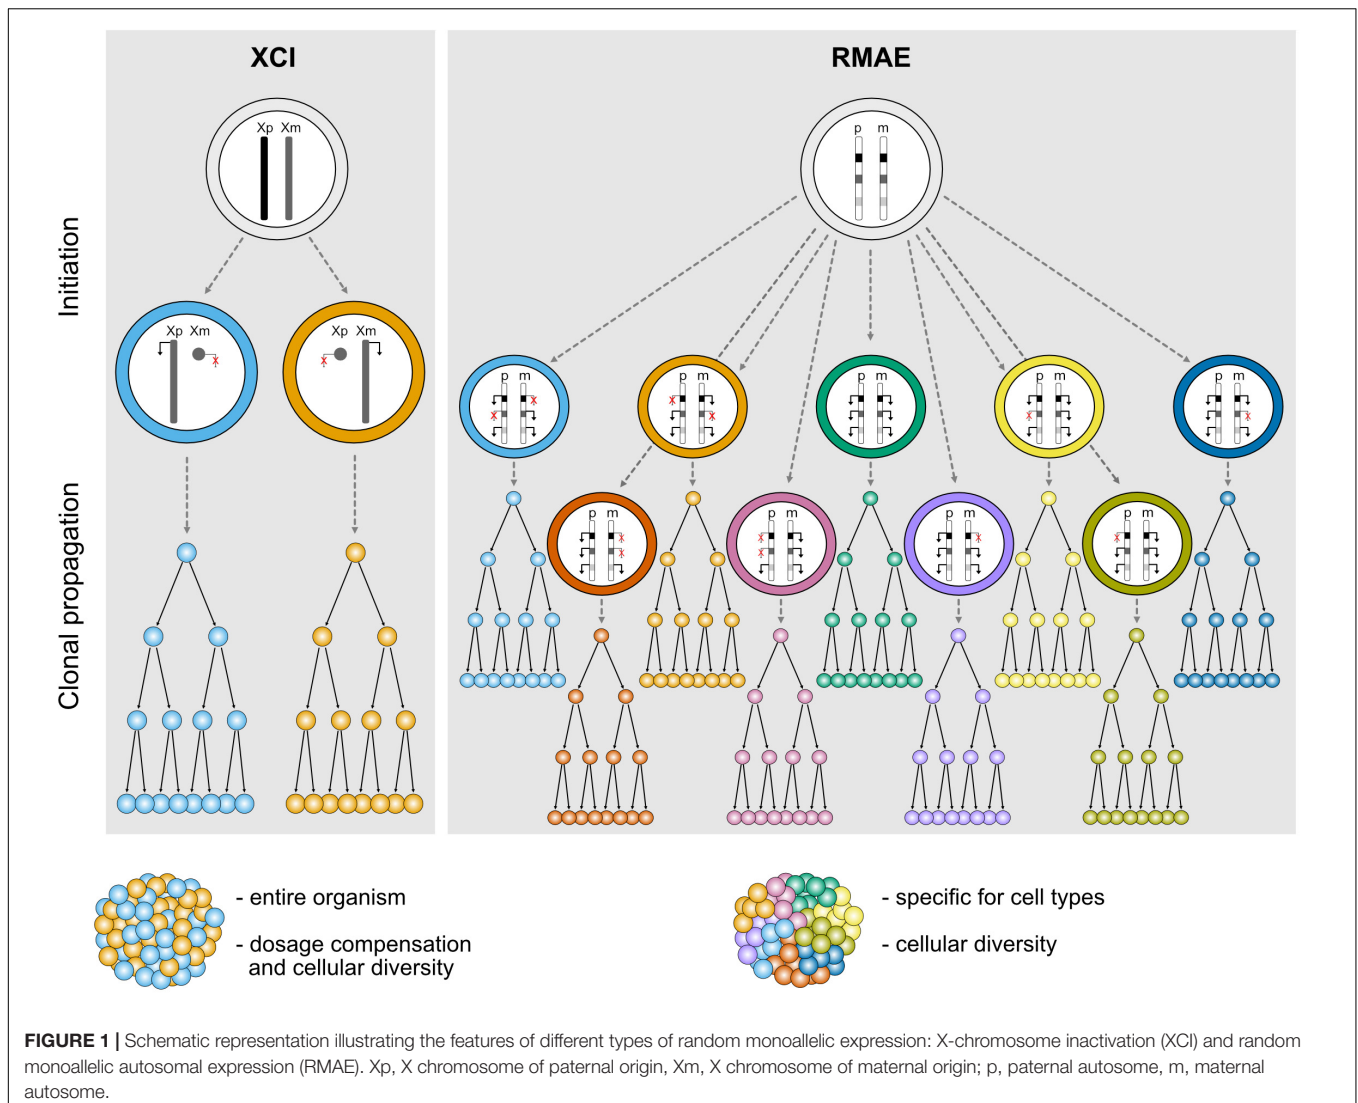 XCI
RMAE
Initiation
Clonal propagation
Xp Xm
p m
Xp Xm
Xp Xm
p m
p m
p m
p m
p m
p m
p m
p m
p m
- entire organism
- dosage compensation
and cellular diversity
- specific for cell types
- cellular diversity
FIGURE 1 | Schematic representation illustrating the features of different types of random monoallelic expression: X-chromosome inactivation (XCI) and random
monoallelic autosomal expression (RMAE). Xp, X chromosome of paternal origin, Xm, X chromosome of maternal origin; p, paternal autosome, m, maternal
autosome.